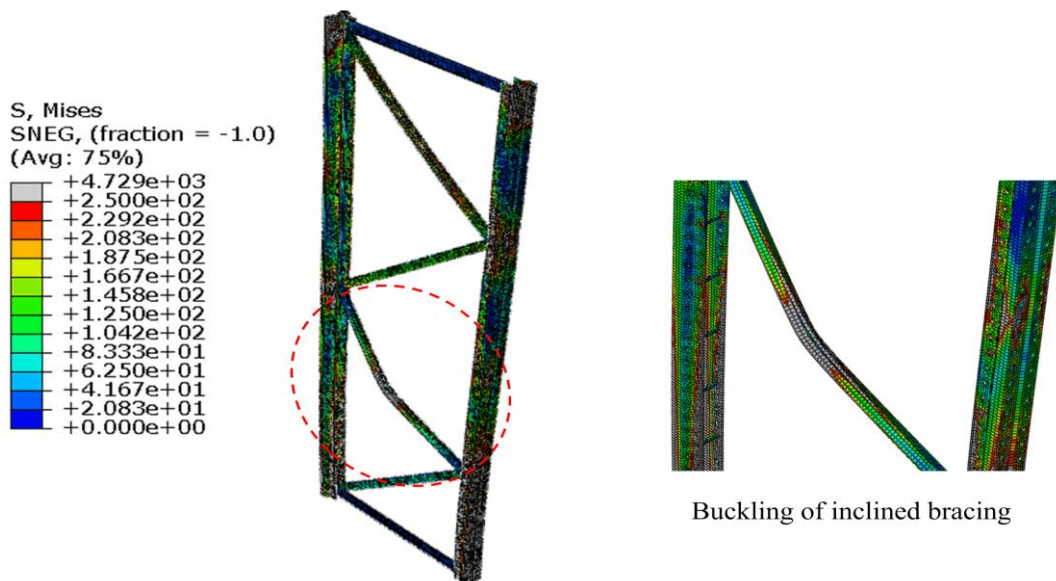 S, Mises
SNEG, (fraction = -1.0)
(Avg: 75%)
+4.729e+03
+2.500e+02
+2.292e+02
+2.083e+02
+1.875e+02
+1.667e+02
+1.458e+02
+1.250e+02
+1.042e+02
+8.333e+01
+6.250e+01
+4.167e+01
+2.083e+01
+0.000e+00
Buckling of inclined bracing